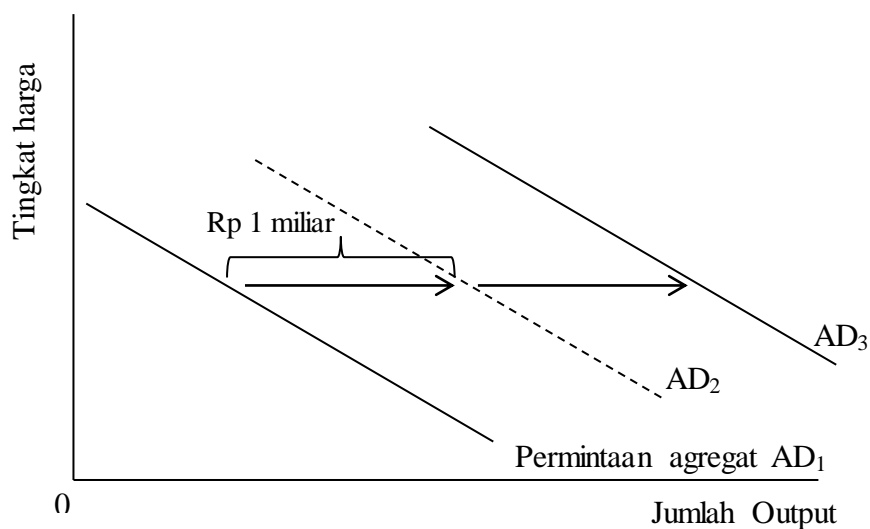 Tingkat harga
Rp 1 miliar
AD₃
AD₂
Permintaan agregat AD₁
0
Jumlah Output